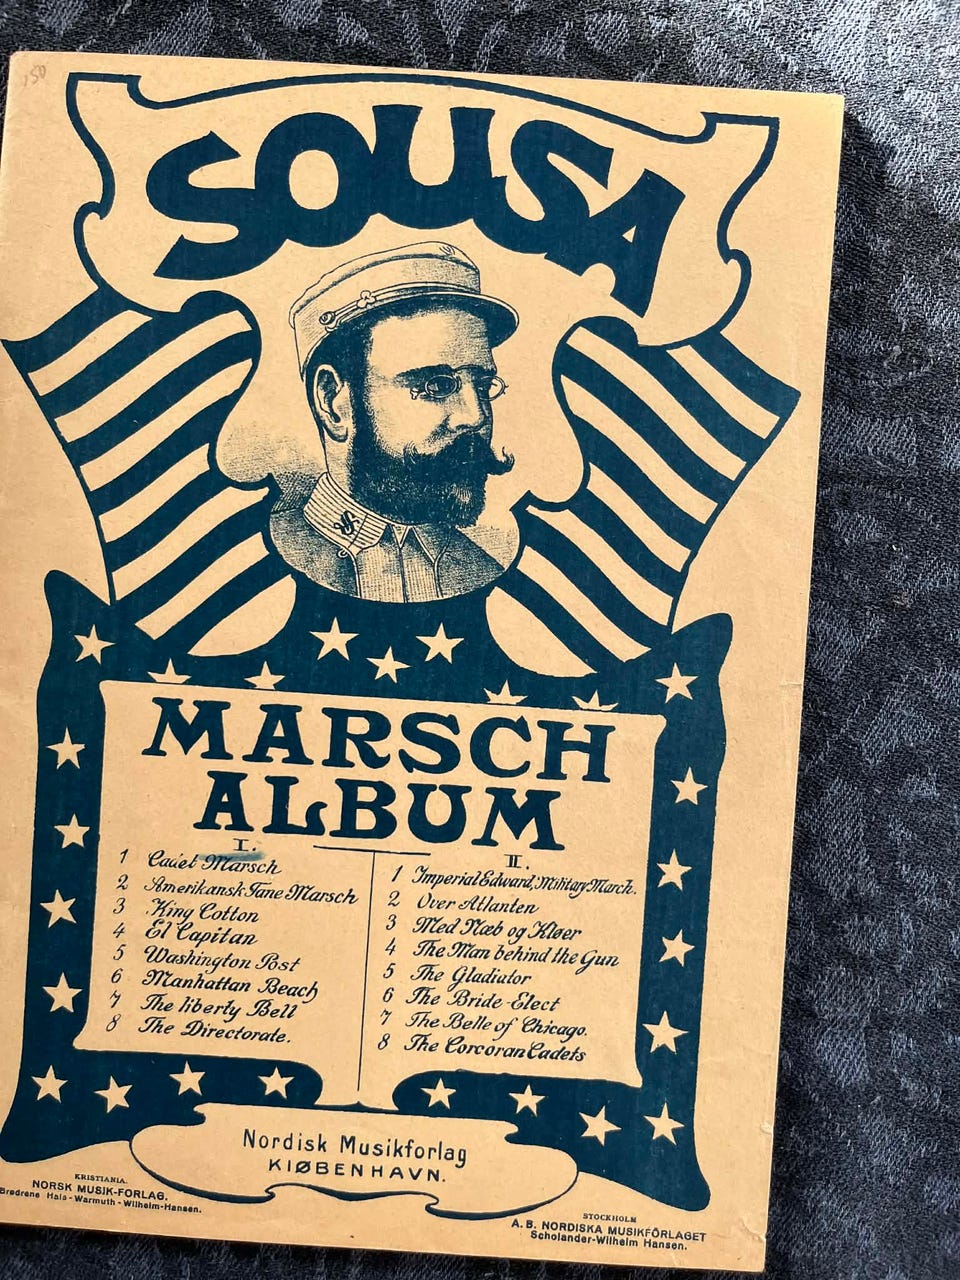 ,50
SOUSA
MARSCH
ALBUM
I.
1 Cadet Marsch
2 Amerikansk Fane Marsch
3 King Cotton
4 El Capitan
5 Washington Post
6 Manhattan Beach
7 The liberty Bell
8 The Directorate.
II.
1 Imperial Edward, Military March.
2 Over Atlanten
3 Med Næb og Kløer
4 The Man behind the Gun
5 The Gladiator
6 The Bride-Elect
7 The Belle of Chicago.
8 The Corcoran Cadets
Nordisk Musikforlag
KIØBENHAVN.
KRISTIANIA.
NORSK MUSIK-FORLAG.
Brødrene Hals-Warmuth-Wilhelm-Hansen.
STOCKHOLM
A. B. NORDISKA MUSIKFÖRLAGET
Scholander-Wilhelm Hansen.